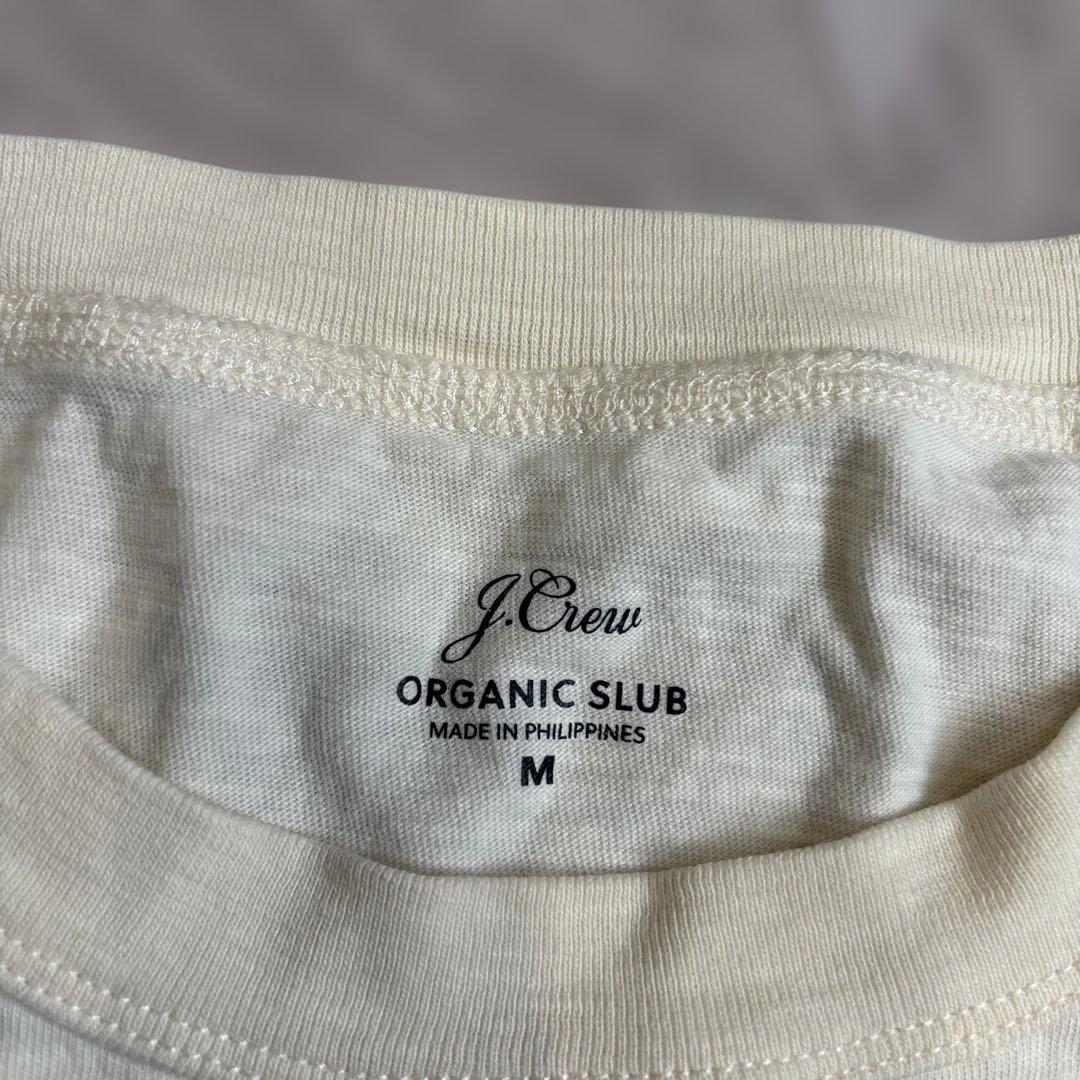 J.Crew
ORGANIC SLUB
MADE IN PHILIPPINES
M